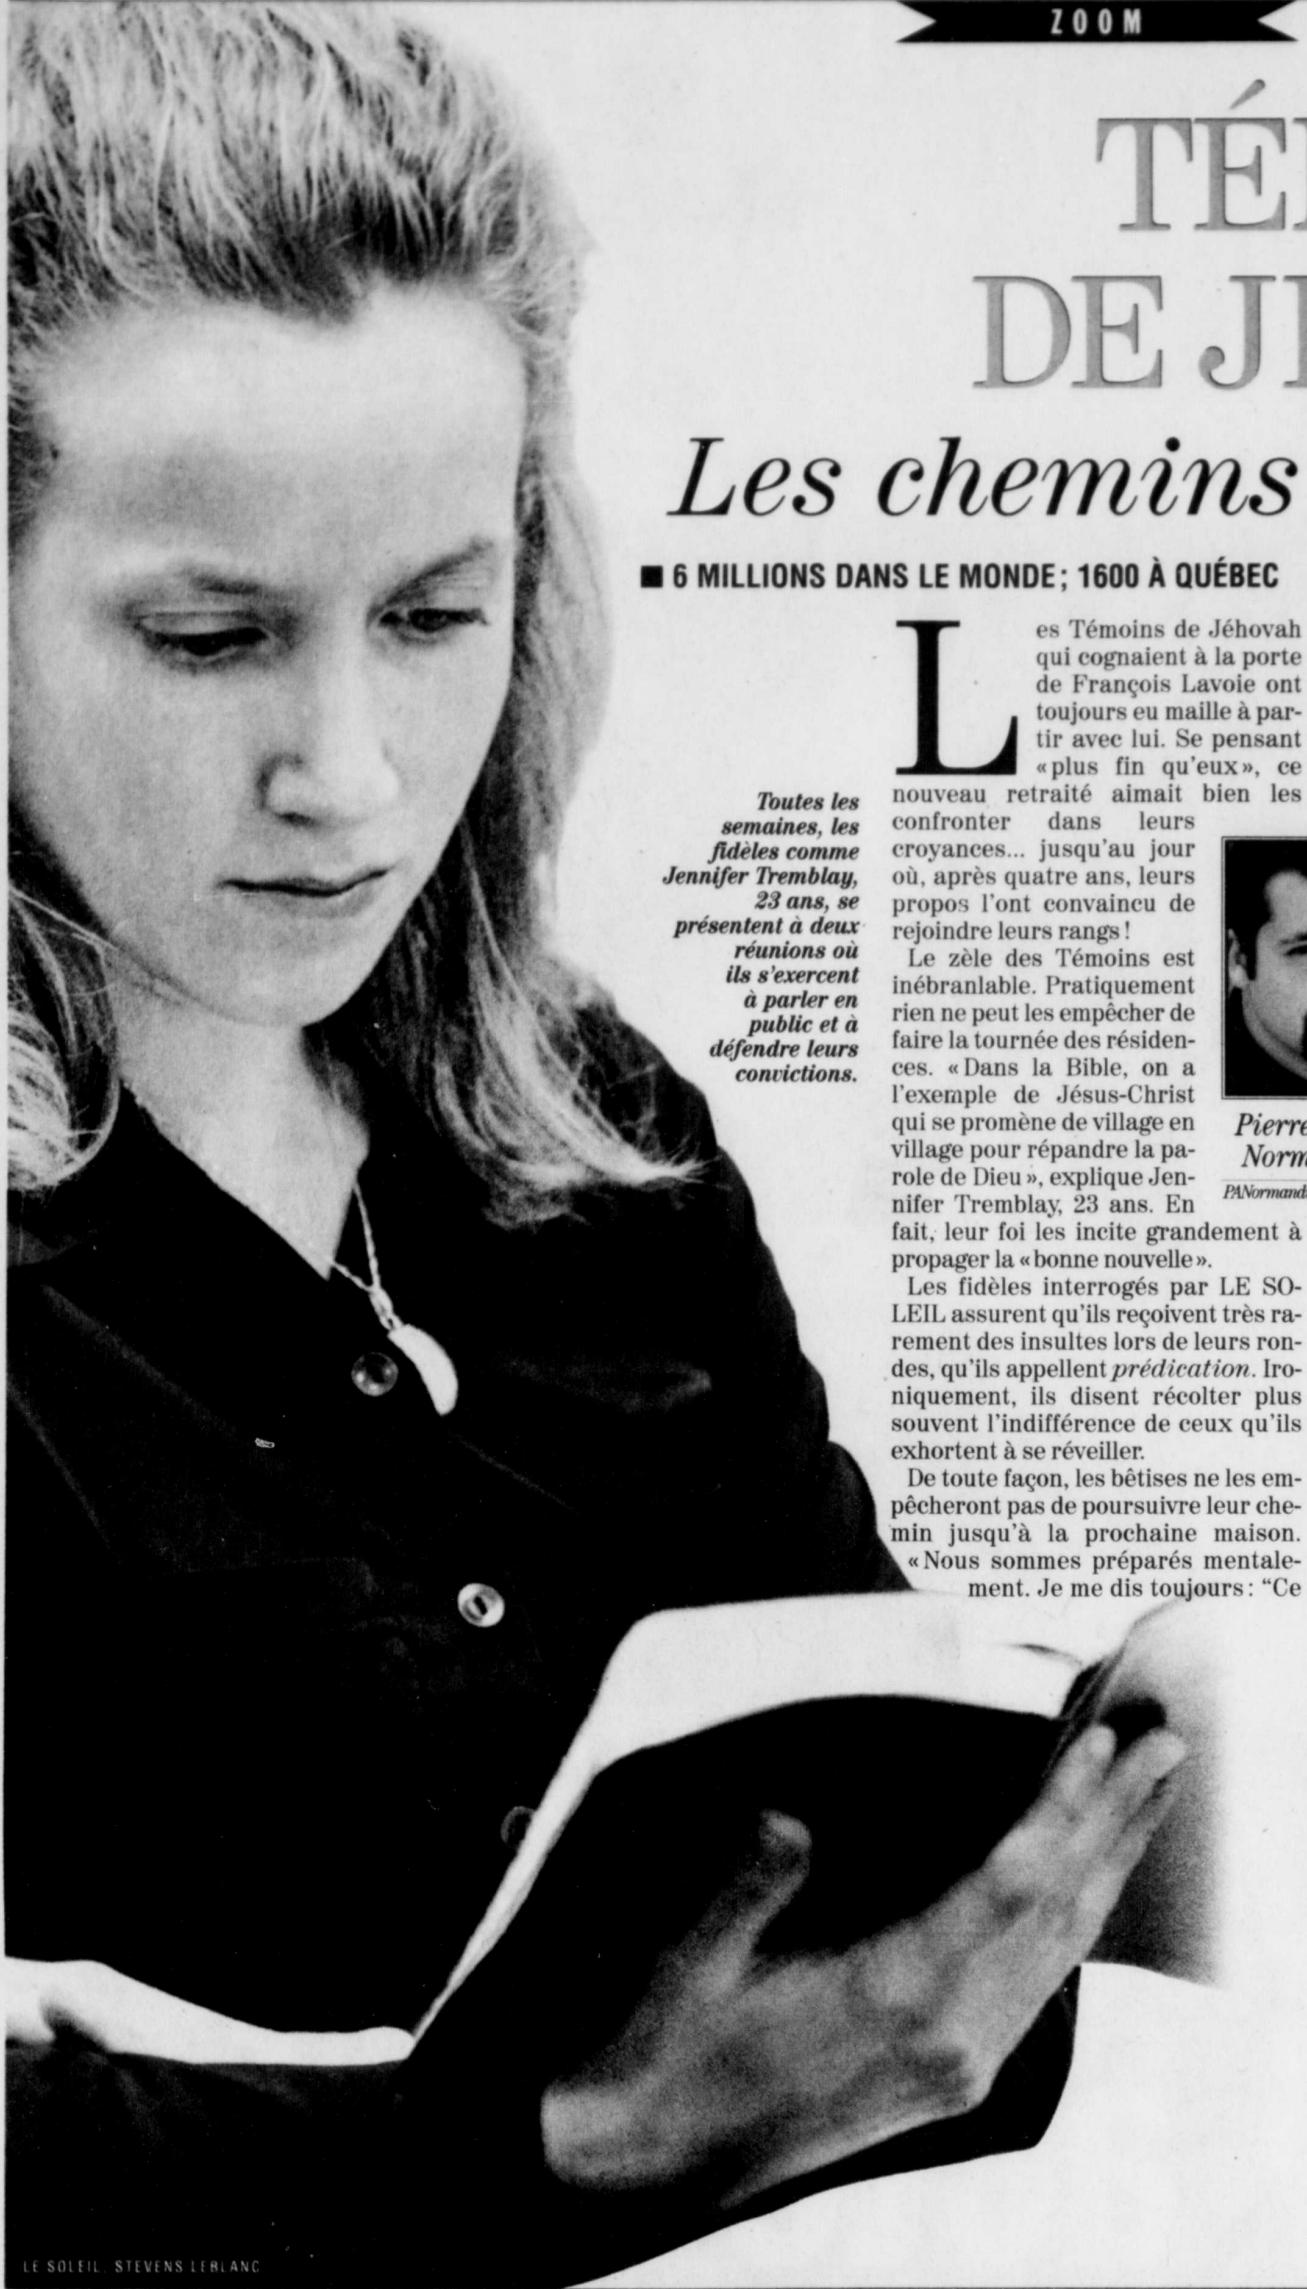 ZOOM
TÉ
DE J
Les chemins
■ 6 MILLIONS DANS LE MONDE; 1600 À QUÉBEC
Toutes les
semaines, les
fidèles comme
Jennifer Tremblay,
23 ans, se
présentent à deux
réunions où
ils s'exercent
à parler en
public et à
défendre leurs
convictions.
Les Témoins de Jéhovah
qui cognaient à la porte
de François Lavoie ont
toujours eu maille à par-
tir avec lui. Se pensant
«plus fin qu'eux», ce
nouveau retraité aimait bien les
confronter dans leurs
croyances... jusqu'au jour
où, après quatre ans, leurs
propos l'ont convaincu de
rejoindre leurs rangs!
Le zèle des Témoins est
inébranlable. Pratiquement
rien ne peut les empêcher de
faire la tournée des résiden-
ces. «Dans la Bible, on a
l'exemple de Jésus-Christ
qui se promène de village en
village pour répandre la pa-
role de Dieu», explique Jen-
nifer Tremblay, 23 ans. En
fait, leur foi les incite grandement à
propager la «bonne nouvelle».
Les fidèles interrogés par LE SO-
LEIL assurent qu'ils reçoivent très ra-
rement des insultes lors de leurs ron-
des, qu'ils appellent prédication. Iro-
niquement, ils disent récolter plus
souvent l'indifférence de ceux qu'ils
exhortent à se réveiller.
De toute façon, les bêtises ne les em-
pêcheront pas de poursuivre leur che-
min jusqu'à la prochaine maison.
«Nous sommes préparés mentale-
ment. Je me dis toujours: “Ce
Pierre
Norm
PANormand
LE SOLEIL, STEVENS LEBLANC